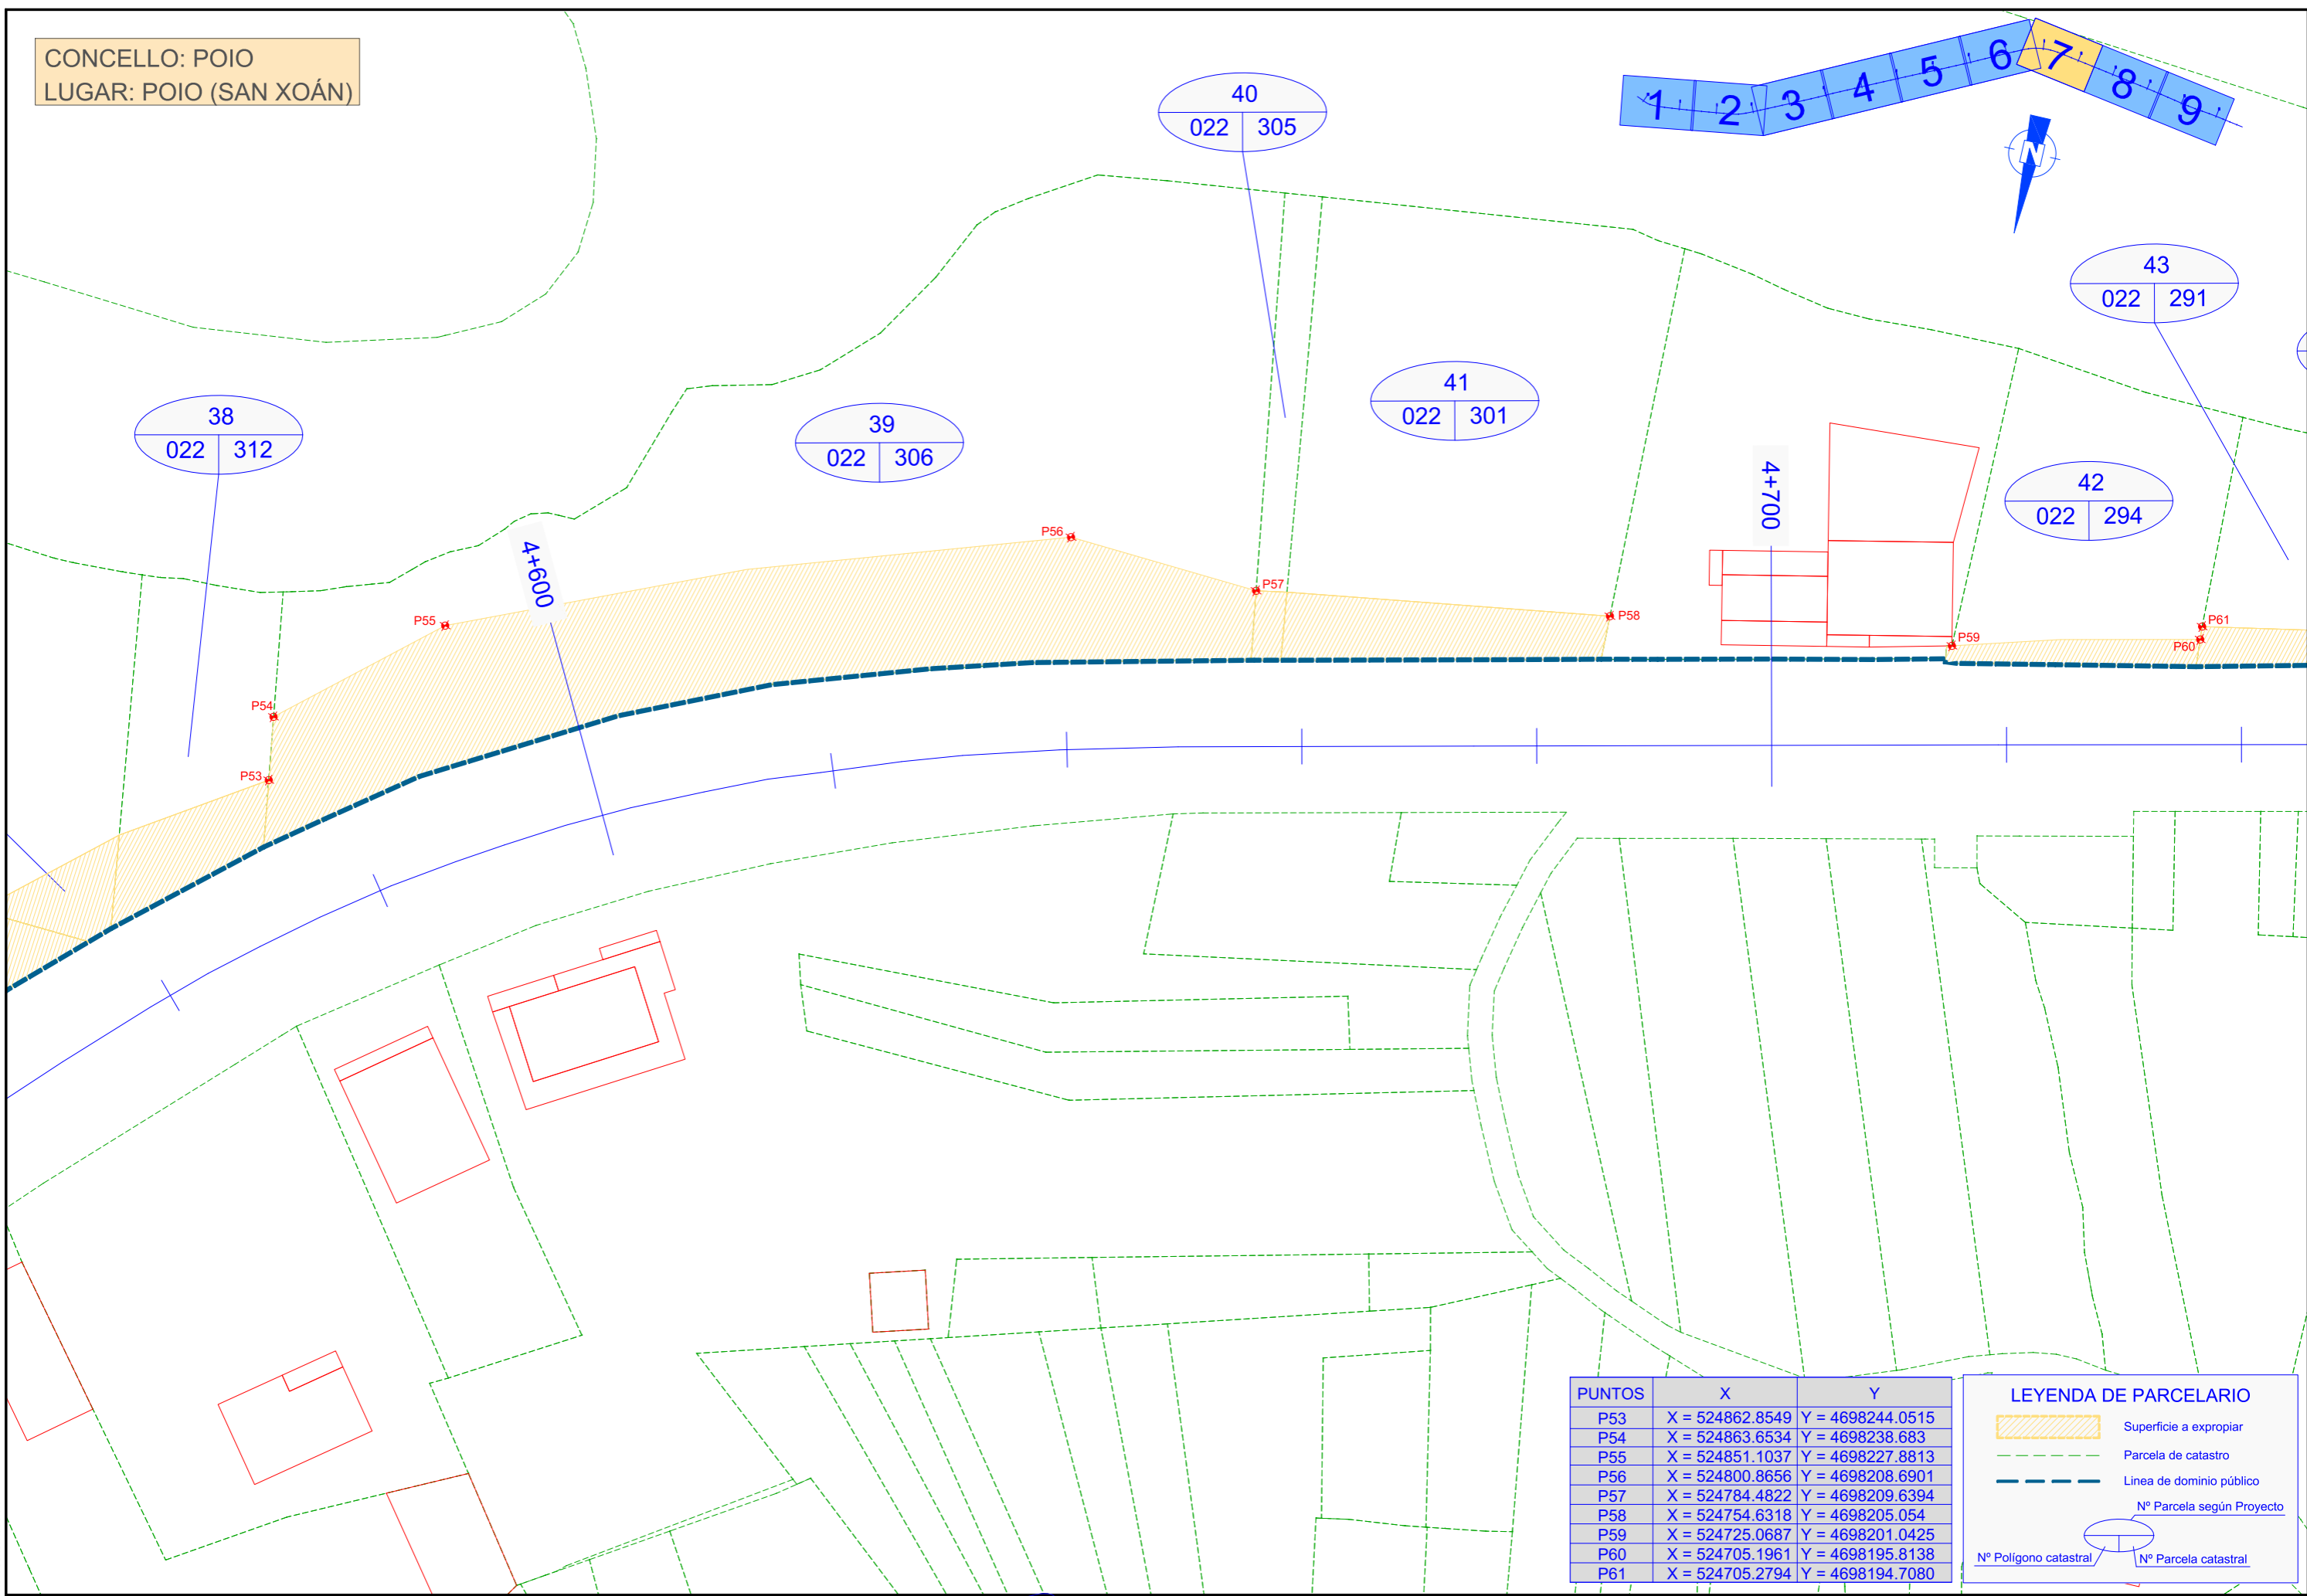 CONCELLO: POIO
LUGAR: POIO (SAN XOÁN)
1 2 3 4 5 6 7 8 9
N
40
022 305
43
022 291
41
022 301
38
022 312
39
022 306
42
022 294
4+600
4+700
P56
P57
P58
P55
P59
P61
P60
P54
P53
PUNTOS X Y
P53 X = 524862.8549 Y = 4698244.0515
P54 X = 524863.6534 Y = 4698238.683
P55 X = 524851.1037 Y = 4698227.8813
P56 X = 524800.8656 Y = 4698208.6901
P57 X = 524784.4822 Y = 4698209.6394
P58 X = 524754.6318 Y = 4698205.054
P59 X = 524725.0687 Y = 4698201.0425
P60 X = 524705.1961 Y = 4698195.8138
P61 X = 524705.2794 Y = 4698194.7080
LEYENDA DE PARCELARIO
Superficie a expropiar
Parcela de catastro
Linea de dominio público
Nº Parcela según Proyecto
Nº Polígono catastral
Nº Parcela catastral